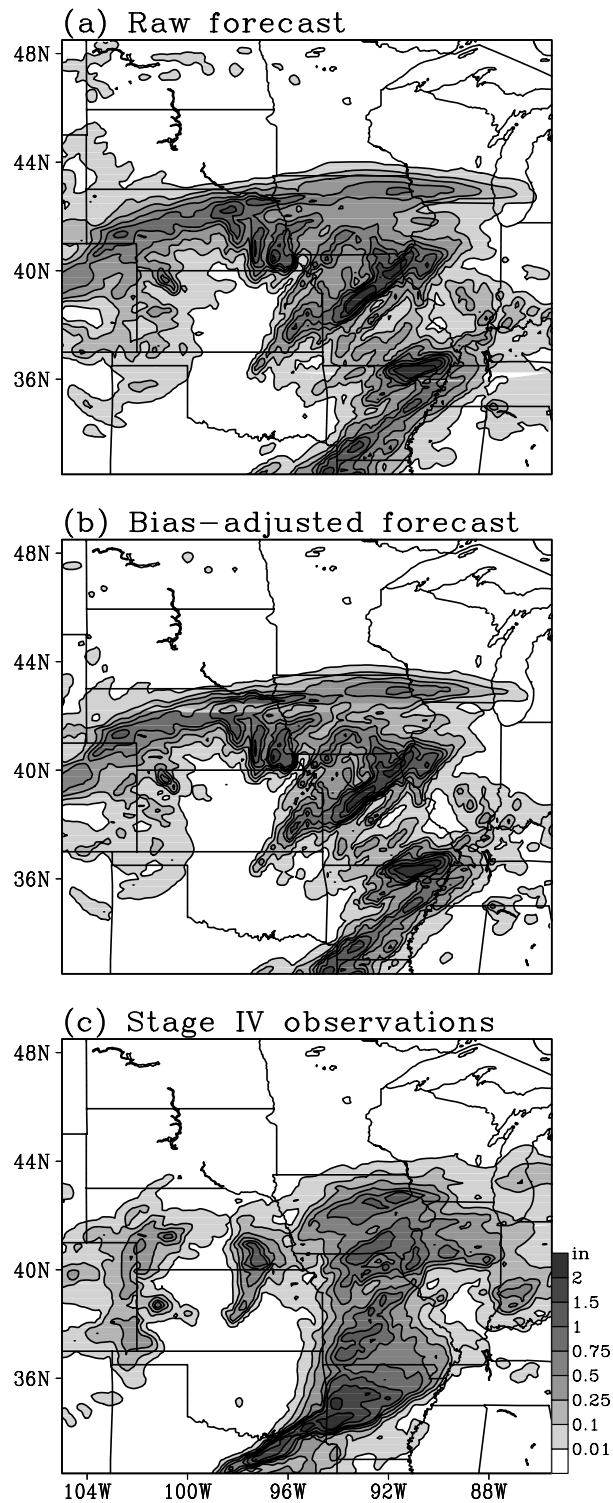 (a) Raw forecast
48N
44N
40N
36N
(b) Bias-adjusted forecast
48N
44N
40N
36N
(c) Stage IV observations
48N
44N
40N
36N
in
2
1.5
1
0.75
0.5
0.25
0.1
0.01
104W 100W 96W 92W 88W